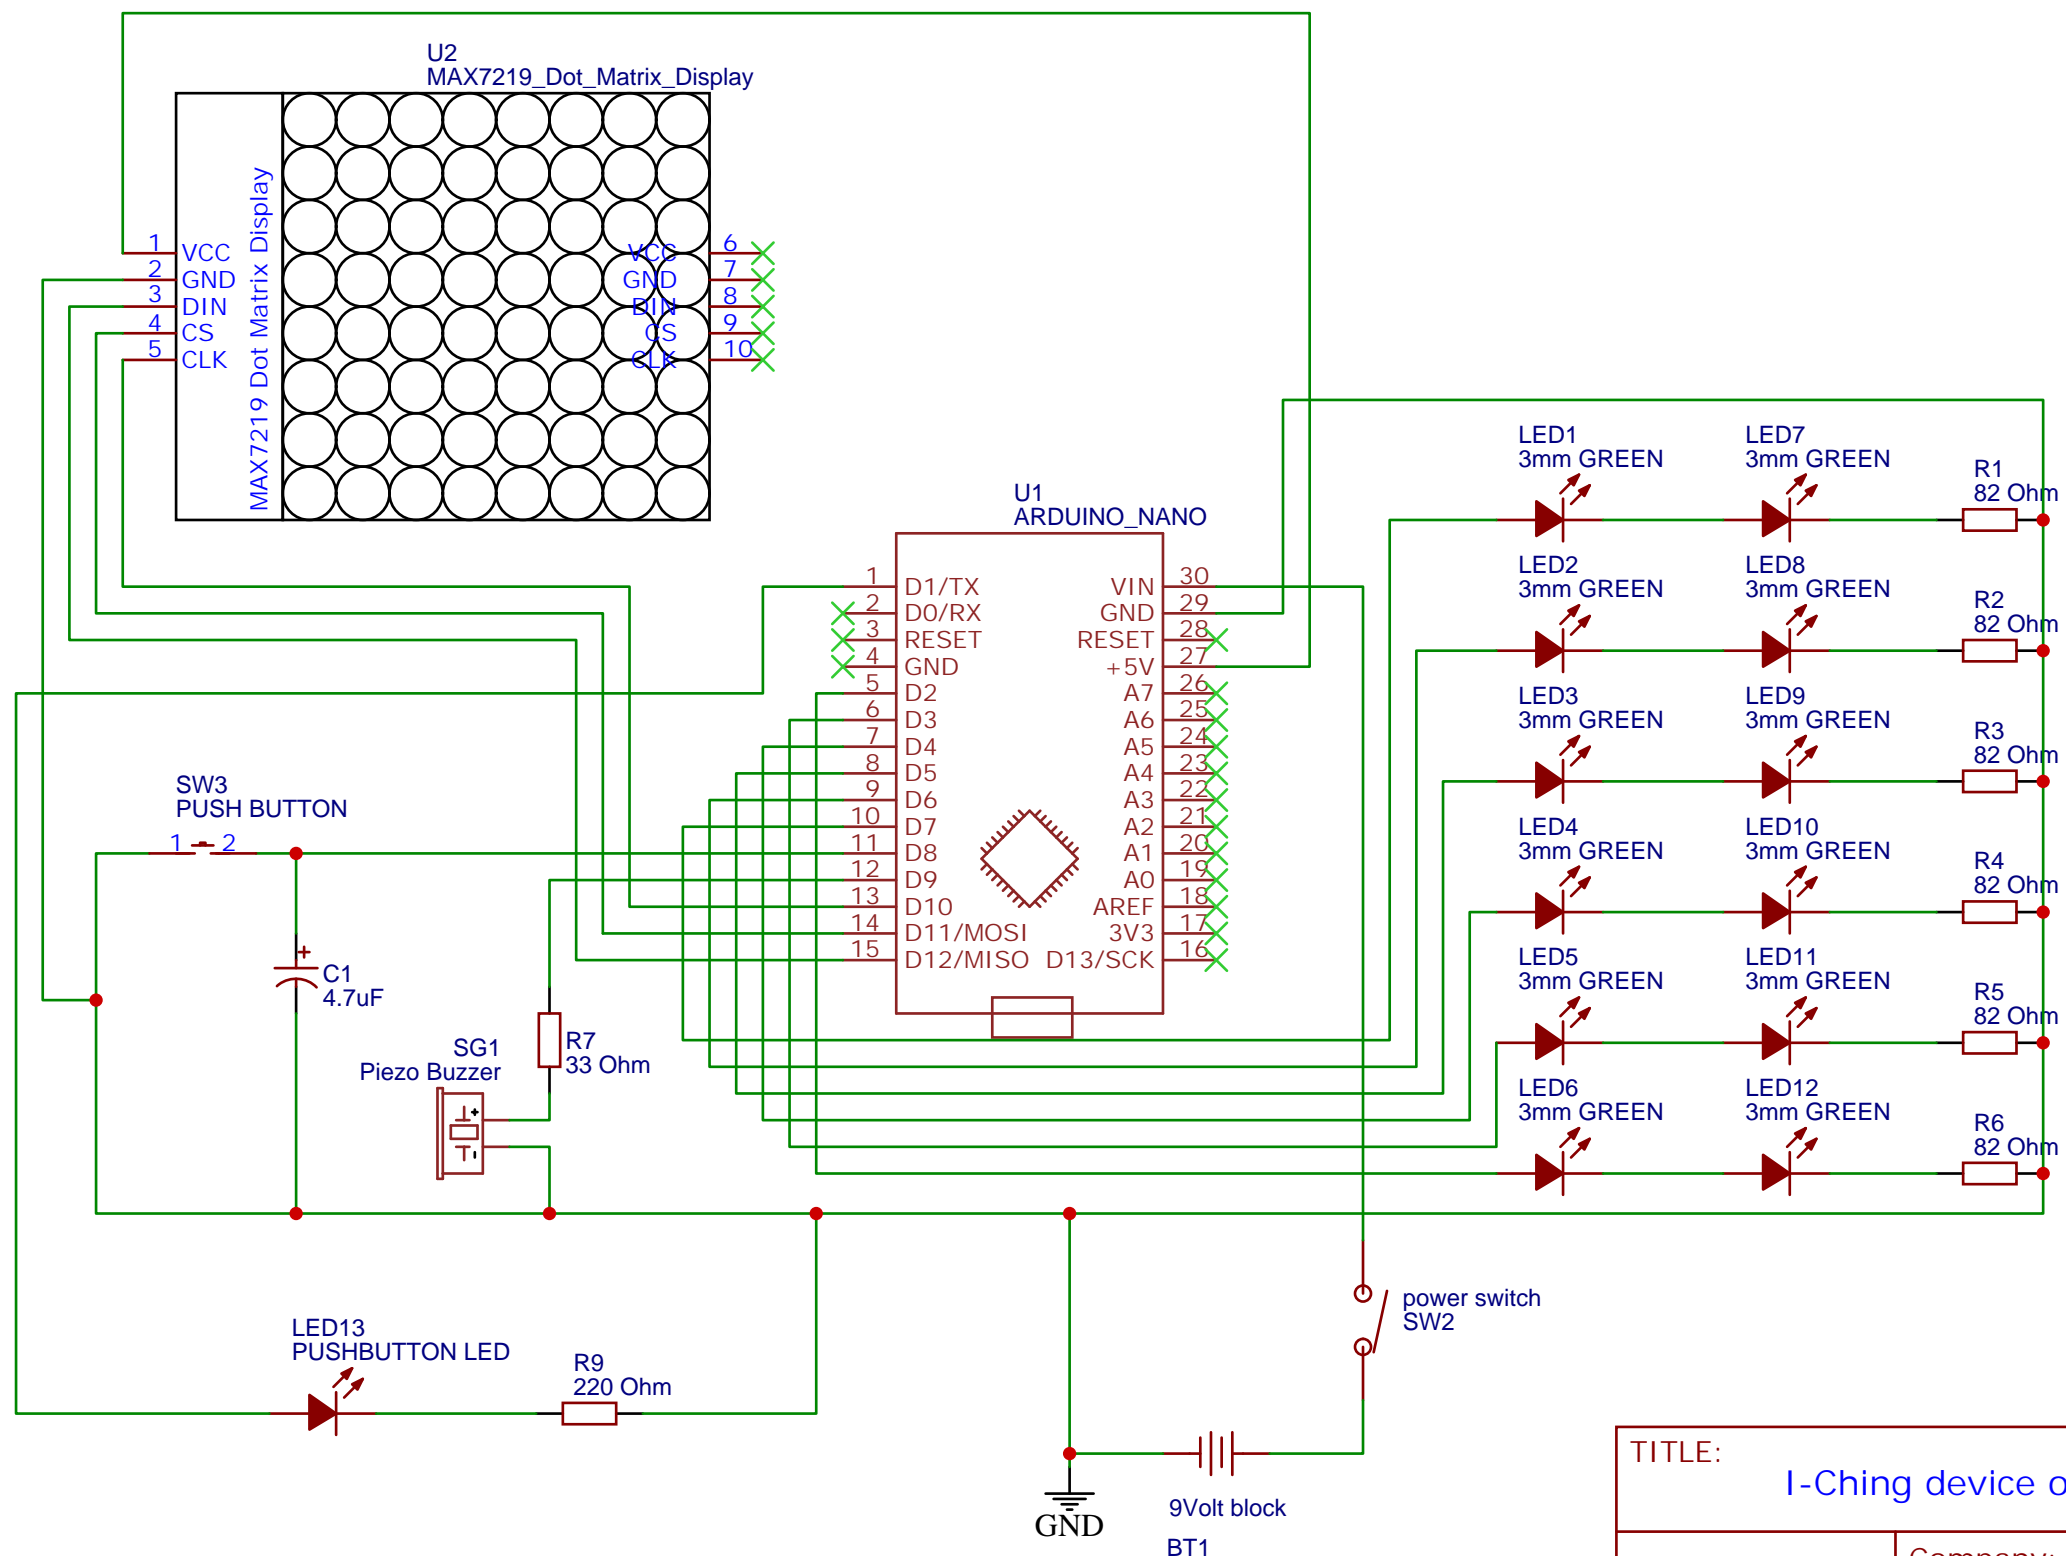 U2
MAX7219_Dot_Matrix_Display
MAX7219 Dot Matrix Display
1 VCC
2 GND
3 DIN
4 CS
5 CLK
VCC 6
GND 7
DIN 8
CS 9
CLK 10
U1
ARDUINO_NANO
1 D1/TX
2 D0/RX
3 RESET
4 GND
5 D2
6 D3
7 D4
8 D5
9 D6
10 D7
11 D8
12 D9
13 D10
14 D11/MOSI
15 D12/MISO
VIN 30
GND 29
RESET 28
+5V 27
A7 26
A6 25
A5 24
A4 23
A3 22
A2 21
A1 20
A0 19
AREF 18
3V3 17
D13/SCK 16
LED1
3mm GREEN
LED7
3mm GREEN
R1
82 Ohm
LED2
3mm GREEN
LED8
3mm GREEN
R2
82 Ohm
LED3
3mm GREEN
LED9
3mm GREEN
R3
82 Ohm
LED4
3mm GREEN
LED10
3mm GREEN
R4
82 Ohm
LED5
3mm GREEN
LED11
3mm GREEN
R5
82 Ohm
LED6
3mm GREEN
LED12
3mm GREEN
R6
82 Ohm
SW3
PUSH BUTTON
1 2
+
C1
4.7uF
R7
33 Ohm
SG1
Piezo Buzzer
+
-
LED13
PUSHBUTTON LED
R9
220 Ohm
power switch
SW2
9Volt block
BT1
GND
TITLE:
I-Ching device o
Company: